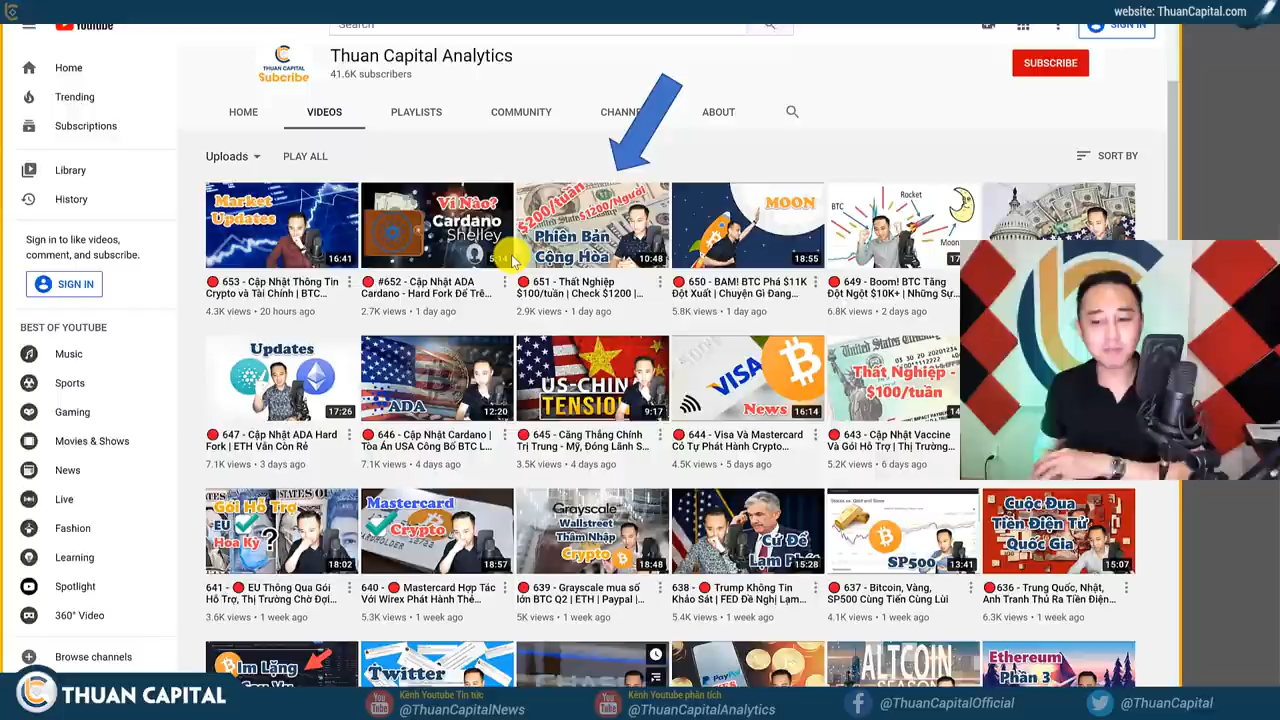 website: ThuanCapital.com
YouTube
Search
SIGN IN
THUAN CAPITAL
Subcribe
Thuan Capital Analytics
41.6K subscribers
SUBSCRIBE
HOME
VIDEOS
PLAYLISTS
COMMUNITY
ABOUT
Uploads
PLAY ALL
SORT BY
Home
Trending
Subscriptions
Library
History
Sign in to like videos,
comment, and subscribe.
SIGN IN
BEST OF YOUTUBE
Music
Sports
Gaming
Movies & Shows
News
Live
Fashion
Learning
Spotlight
360° Video
Browse channels
Market
Updates
16:41
653 - Cập Nhật Thông Tin
Crypto và Tài Chính | BTC...
4.3K views • 20 hours ago
Vì Nào?
Cardano
Shelley
#652 - Cập Nhật ADA
Cardano - Hard Fork Để Trê...
2.7K views • 1 day ago
$200/tuần
$1200/Người
Phiên Bản
Cộng Hòa
10:48
651 - Thất Nghiệp
$100/tuần | Check $1200 |...
2.9K views • 1 day ago
MOON
18:55
650 - BAM! BTC Phá $11K
Đột Xuất | Chuyện Gì Đang...
5.8K views • 1 day ago
BTC
Rocket
Moon
649 - Boom! BTC Tăng
Đột Ngột $10K+ | Những Sự...
6.8K views • 2 days ago
Updates
17:26
647 - Cập Nhật ADA Hard
Fork | ETH Vẫn Còn Rẻ
7.1K views • 3 days ago
ADA
12:20
646 - Cập Nhật Cardano |
Tòa Án USA Công Bố BTC L...
7.1K views • 4 days ago
US-CHINA
TENSION
9:17
645 - Căng Thẳng Chính
Trị Trung - Mỹ, Đóng Lãnh S...
3.5K views • 4 days ago
VISA
News
16:14
644 - Visa Và Mastercard
Có Tự Phát Hành Crypto...
4.5K views • 5 days ago
United States
Thất Nghiệp -
$100/tuần
643 - Cập Nhật Vaccine
Và Gói Hỗ Trợ | Thị Trường...
5.2K views • 6 days ago
Gói Hỗ Trợ
EU
Hoa Kỳ
?
18:02
641 - EU Thông Qua Gói
Hỗ Trợ, Thị Trường Chờ Đợi...
3.6K views • 1 week ago
Mastercard
Crypto
18:57
640 - Mastercard Hợp Tác
Với Wirex Phát Hành Thẻ...
5.3K views • 1 week ago
Grayscale
Wallstreet
Thâm Nhập
Crypto
18:48
639 - Grayscale mua số
lớn BTC Q2 | ETH | Paypal |...
5K views • 1 week ago
Cứ Để
Lạm Phát
15:28
638 - Trump Không Tin
Khảo Sát | FED Đề Nghị Lạm...
5.4K views • 1 week ago
SP500
13:41
637 - Bitcoin, Vàng,
SP500 Cùng Tiến Cùng Lùi
4.1K views • 1 week ago
Cuộc Đua
Tiền Điện Tử
Quốc Gia
15:07
636 - Trung Quốc, Nhật,
Anh Tranh Thủ Ra Tiền Điện...
6.3K views • 1 week ago
Twitter
PayPal
ALTCOIN
SEASON
Ethereum
Phần 3
THUAN CAPITAL
Kênh Youtube Tin tức
@ThuanCapitalNews
Kênh Youtube phân tích
@ThuanCapitalAnalytics
@ThuanCapitalOfficial
@ThuanCapital